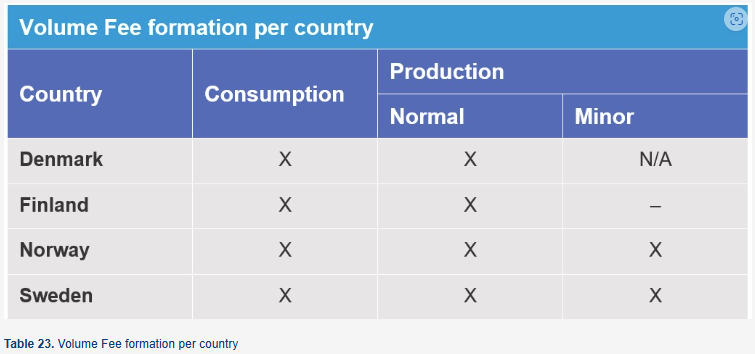 Volume Fee formation per country
Country Consumption Production
Normal Minor
Denmark X X N/A
Finland X X –
Norway X X X
Sweden X X X
Table 23. Volume Fee formation per country